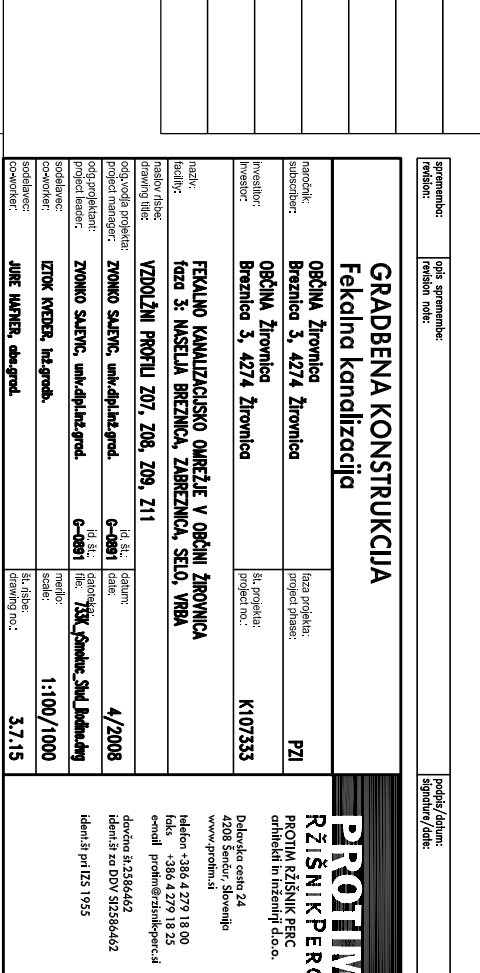 sprememba:
revision:
opis spremembe:
revision note:
podpis/datum:
signature/date:
GRADBENA KONSTRUKCIJA
Fekalna kanalizacija
naročnik:
subscriber:
OBČINA Žirovnica
Breznica 3, 4274 Žirovnica
faza projekta:
project phase:
PZI
investitor:
investor:
OBČINA Žirovnica
Breznica 3, 4274 Žirovnica
št. projekta:
project no.:
K107333
naziv:
facility:
FEKALNO KANALIZACIJSKO OMREŽJE V OBČINI ŽIROVNICA
faza 3: NASELJA BREZNICA, ZABREZNICA, SELO, VRBA
naslov risbe:
drawing title:
VZDOLŽNI PROFILI Z07, Z08, Z09, Z11
odg.vodja projekta:
project manager:
ZVONKO SAJEVIC, univ.dipl.inž.grad.
id. št.:
G-0891
datum:
date:
4/2008
odg.projektant:
project leader:
ZVONKO SAJEVIC, univ.dipl.inž.grad.
id. št.:
G-0891
datoteka:
file:
sodelavec:
co-worker:
IZTOK KVEDER, inž.gradb.
merilo:
scale:
1:100/1000
sodelavec:
co-worker:
JURE HAFNER, abs.grad.
št. risbe:
drawing no.:
3.7.15
PROTIM
RŽIŠNIK PERC
PROTIM RŽIŠNIK PERC
arhitekti in inženirji d.o.o.
Delavska cesta 24
4208 Šenčur, Slovenija
www.protim.si
telefon +386 4 279 18 00
faks +386 4 279 18 25
e-mail protim@rzisnik-perc.si
davčna št.2586462
ident.št za DDV SI2586462
ident.št pri IZS 1955